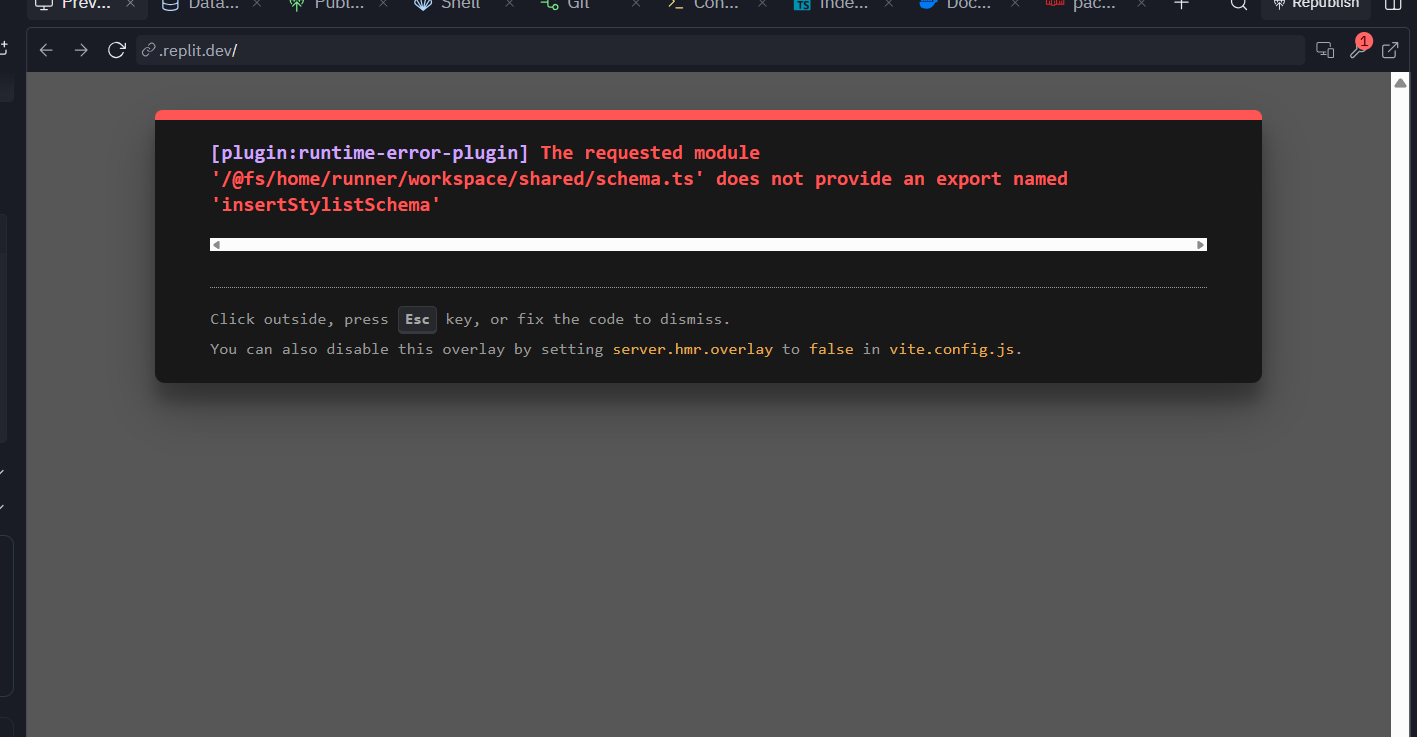 Prev... Data... Publ... Shell Git Con... Inde... Doc... pac... Republish
.replit.dev/
1
[plugin:runtime-error-plugin] The requested module
'/@fs/home/runner/workspace/shared/schema.ts' does not provide an export named
'insertStylistSchema'
Click outside, press Esc key, or fix the code to dismiss.
You can also disable this overlay by setting server.hmr.overlay to false in vite.config.js.